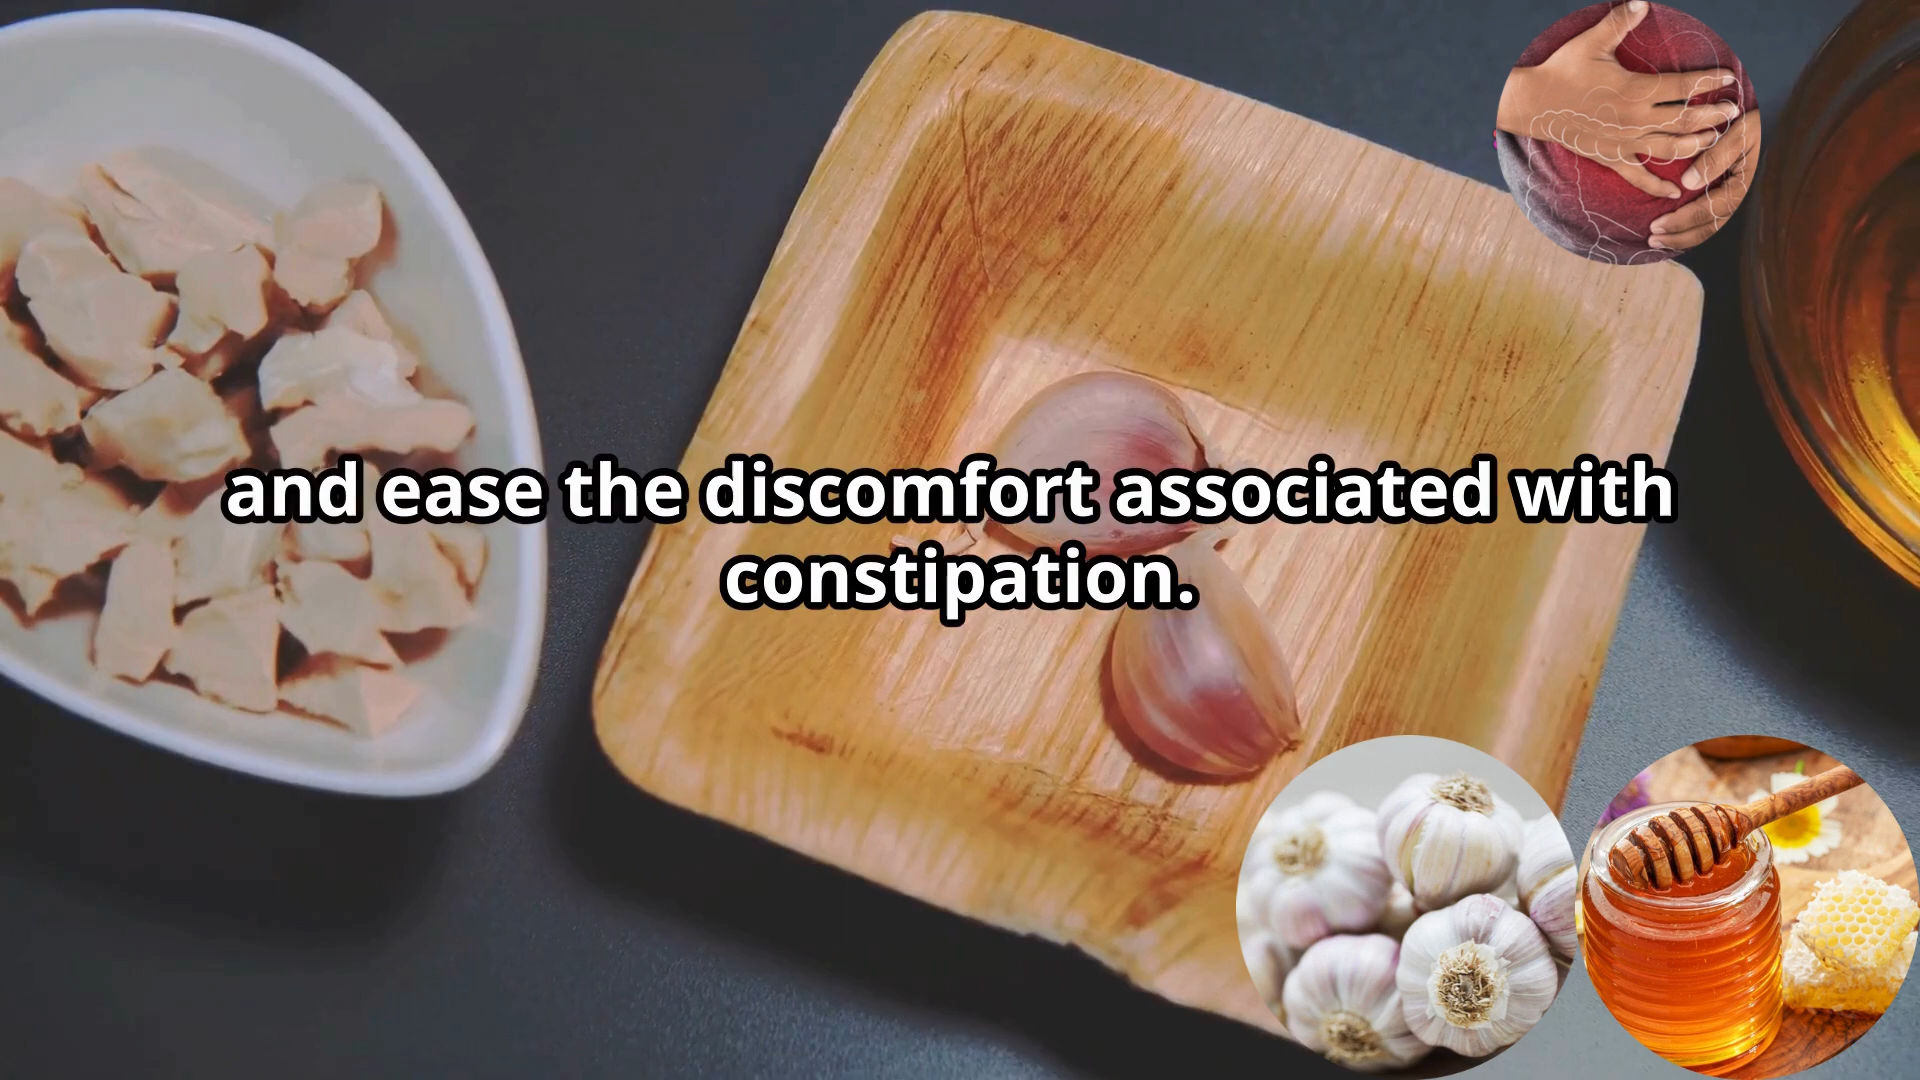 and ease the discomfort associated with
constipation.